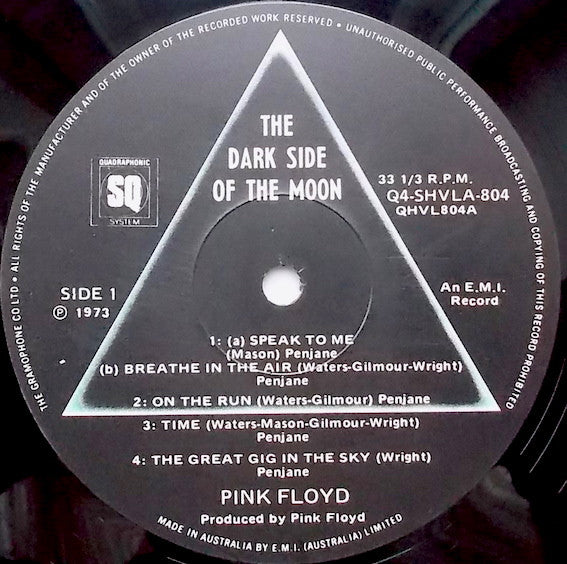 THE GRAMOPHONE CO LTD • ALL RIGHTS OF THE MANUFACTURER AND OF THE OWNER OF THE RECORDED WORK RESERVED • UNAUTHORISED PUBLIC PERFORMANCE BROADCASTING AND COPYING OF THIS RECORD PROHIBITED
THE
DARK SIDE
OF THE MOON
QUADRAPHONIC
SQ
SYSTEM
33 1/3 R.P.M.
Q4-SHVLA-804
QHVL804A
SIDE 1
℗ 1973
An E.M.I.
Record
1: (a) SPEAK TO ME
(Mason) Penjane
(b) BREATHE IN THE AIR (Waters-Gilmour-Wright)
Penjane
2: ON THE RUN (Waters-Gilmour) Penjane
3: TIME (Waters-Mason-Gilmour-Wright)
Penjane
4: THE GREAT GIG IN THE SKY (Wright)
Penjane
PINK FLOYD
Produced by Pink Floyd
MADE IN AUSTRALIA BY E.M.I. (AUSTRALIA) LIMITED